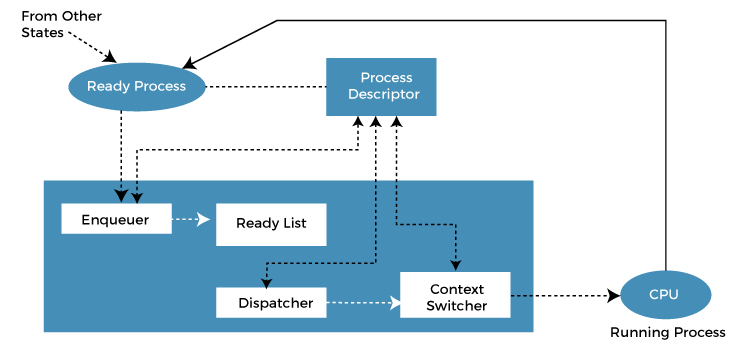 From Other
States
Ready Process
Process
Descriptor
Enqueuer
Ready List
Dispatcher
Context
Switcher
CPU
Running Process